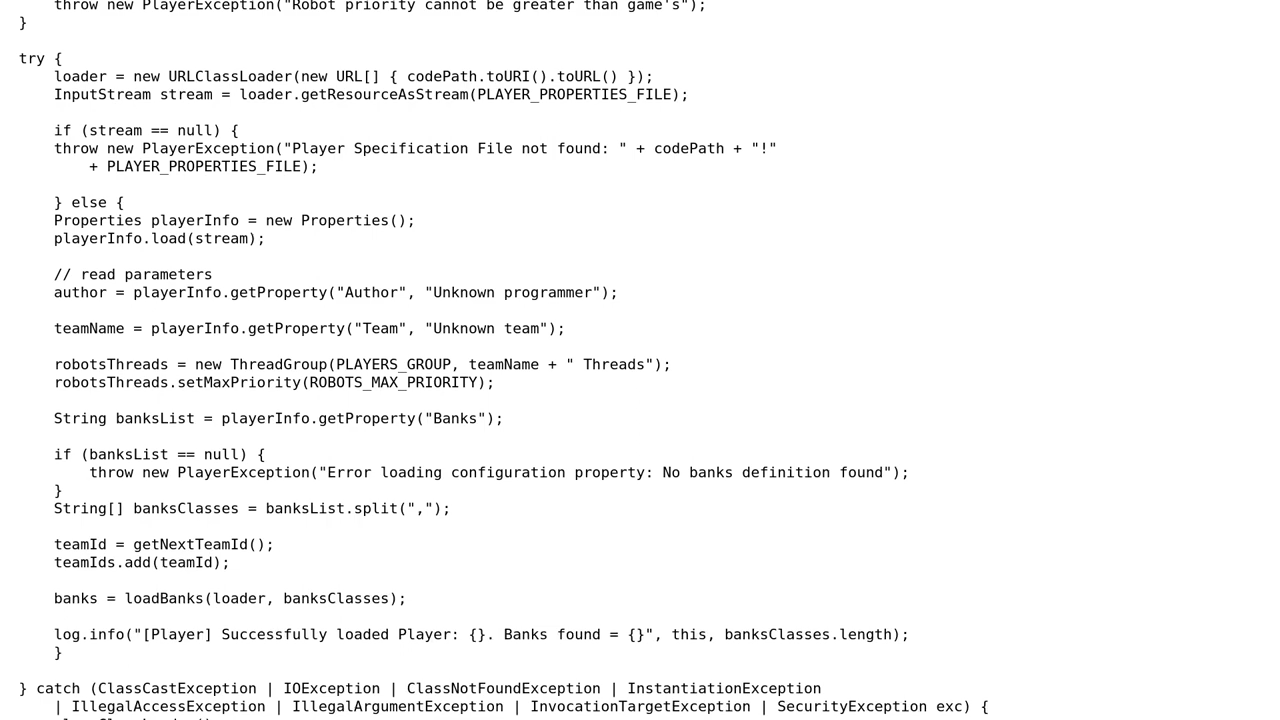 throw new PlayerException("Robot priority cannot be greater than game's");
}
try {
loader = new URLClassLoader(new URL[] { codePath.toURI().toURL() });
InputStream stream = loader.getResourceAsStream(PLAYER_PROPERTIES_FILE);
if (stream == null) {
throw new PlayerException("Player Specification File not found: " + codePath + "!"
+ PLAYER_PROPERTIES_FILE);
} else {
Properties playerInfo = new Properties();
playerInfo.load(stream);
// read parameters
author = playerInfo.getProperty("Author", "Unknown programmer");
teamName = playerInfo.getProperty("Team", "Unknown team");
robotsThreads = new ThreadGroup(PLAYERS_GROUP, teamName + " Threads");
robotsThreads.setMaxPriority(ROBOTS_MAX_PRIORITY);
String banksList = playerInfo.getProperty("Banks");
if (banksList == null) {
throw new PlayerException("Error loading configuration property: No banks definition found");
}
String[] banksClasses = banksList.split(",");
teamId = getNextTeamId();
teamIds.add(teamId);
banks = loadBanks(loader, banksClasses);
log.info("[Player] Successfully loaded Player: {}. Banks found = {}", this, banksClasses.length);
}
} catch (ClassCastException | IOException | ClassNotFoundException | InstantiationException
| IllegalAccessException | IllegalArgumentException | InvocationTargetException | SecurityException exc) {